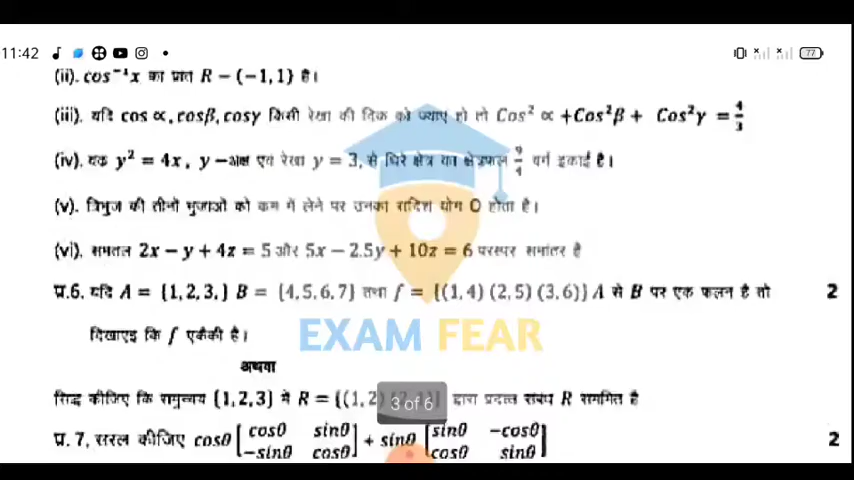 11:42 77
(ii). cos⁻¹x का प्रांत R − (−1,1) है।
(iii). यदि cos ∝, cosβ, cosγ किसी रेखा की दिक को ज्याए हो तो Cos² ∝ +Cos²β + Cos²γ = 4/3
(iv). वक्र y² = 4x, y −अक्ष एवं रेखा y = 3, से घिरे क्षेत्र का क्षेत्रफल 9/4 वर्ग इकाई है।
(v). त्रिभुज की तीनो भुजाओ को कम में लेने पर उनका सदिश योग 0 होता है।
(vi). समतल 2x − y + 4z = 5 और 5x − 2.5y + 10z = 6 परस्पर समांतर है
प्र.6. यदि A = {1,2,3,} B = {4,5,6,7} तथा f = {(1,4) (2,5) (3,6)} A से B पर एक फलन है तो 2
दिखाइए कि f एकैकी है।
EXAM FEAR
अथवा
सिद्ध कीजिए कि समुच्चय {1,2,3} में R = {(1,2) द्वारा प्रदत्त संबंध R सममित है
3 of 6
प्र. 7, सरल कीजिए cosθ [cosθ sinθ −sinθ cosθ] + sinθ [sinθ −cosθ cosθ sinθ] 2